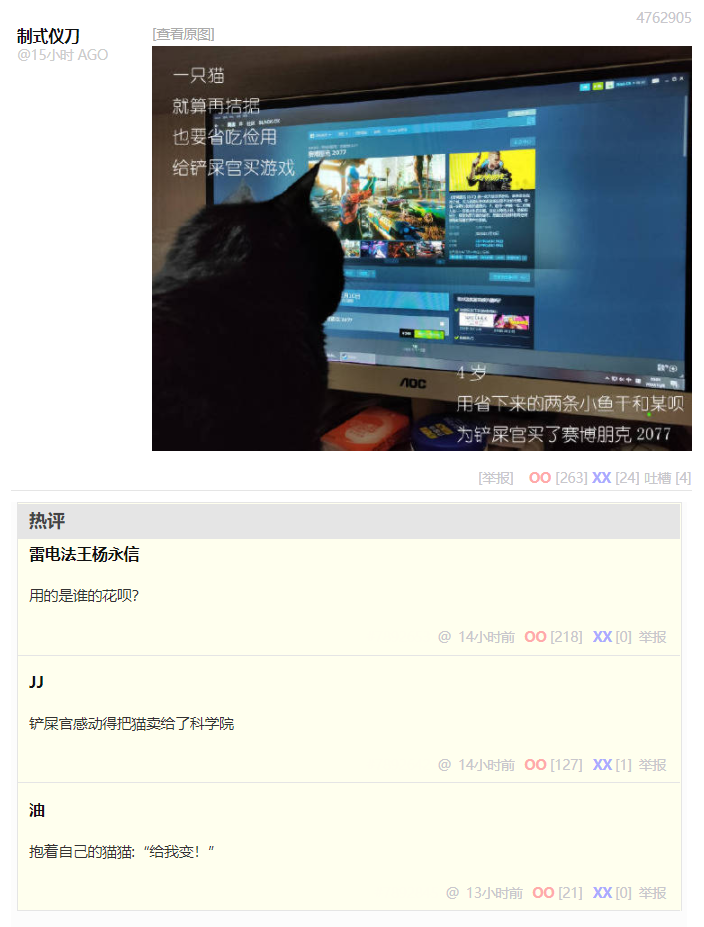 4762905
制式仪刀
[查看原图]
@15小时 AGO
一只猫
就算再拮据
也要省吃俭用
给铲屎官买游戏
AOC
4 岁
用省下来的两条小鱼干和某呗
为铲屎官买了赛博朋克 2077
[举报] OO [263] XX [24] 吐槽 [4]
热评
雷电法王杨永信
用的是谁的花呗?
@ 14小时前 OO [218] XX [0] 举报
JJ
铲屎官感动得把猫卖给了科学院
@ 14小时前 OO [127] XX [1] 举报
油
抱着自己的猫猫:“给我变！”
@ 13小时前 OO [21] XX [0] 举报